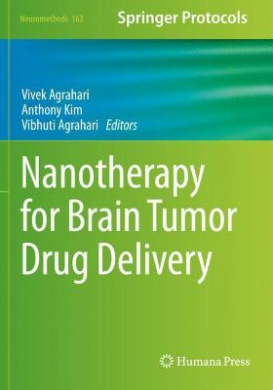 Neuromethods 163
Springer Protocols
Vivek Agrahari
Anthony Kim
Vibhuti Agrahari Editors
Nanotherapy
for Brain Tumor
Drug Delivery
Humana Press